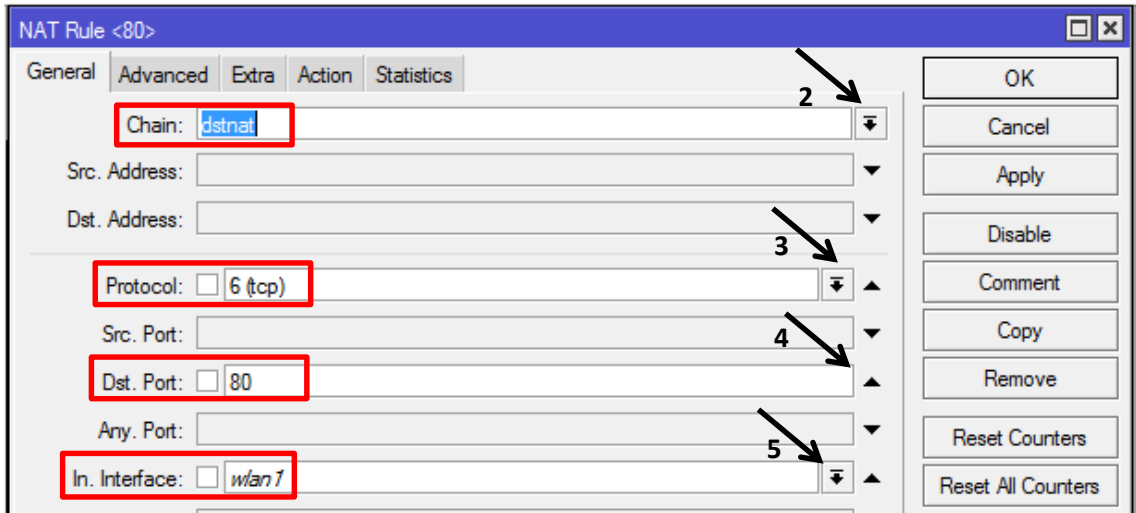 NAT Rule <80>
General Advanced Extra Action Statistics
2
OK
Chain: dstnat
Cancel
Src. Address:
Apply
Dst. Address:
3
Disable
Protocol: 6 (tcp)
Comment
Src. Port:
4
Copy
Dst. Port: 80
Remove
Any. Port:
5
Reset Counters
In. Interface: wlan1
Reset All Counters